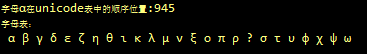 字母α在unicode表中的顺序位置:945
字母表:
α β γ δ ε ζ η θ ι κ λ μ ν ξ ο π ρ ? σ τ υ φ χ ψ ω